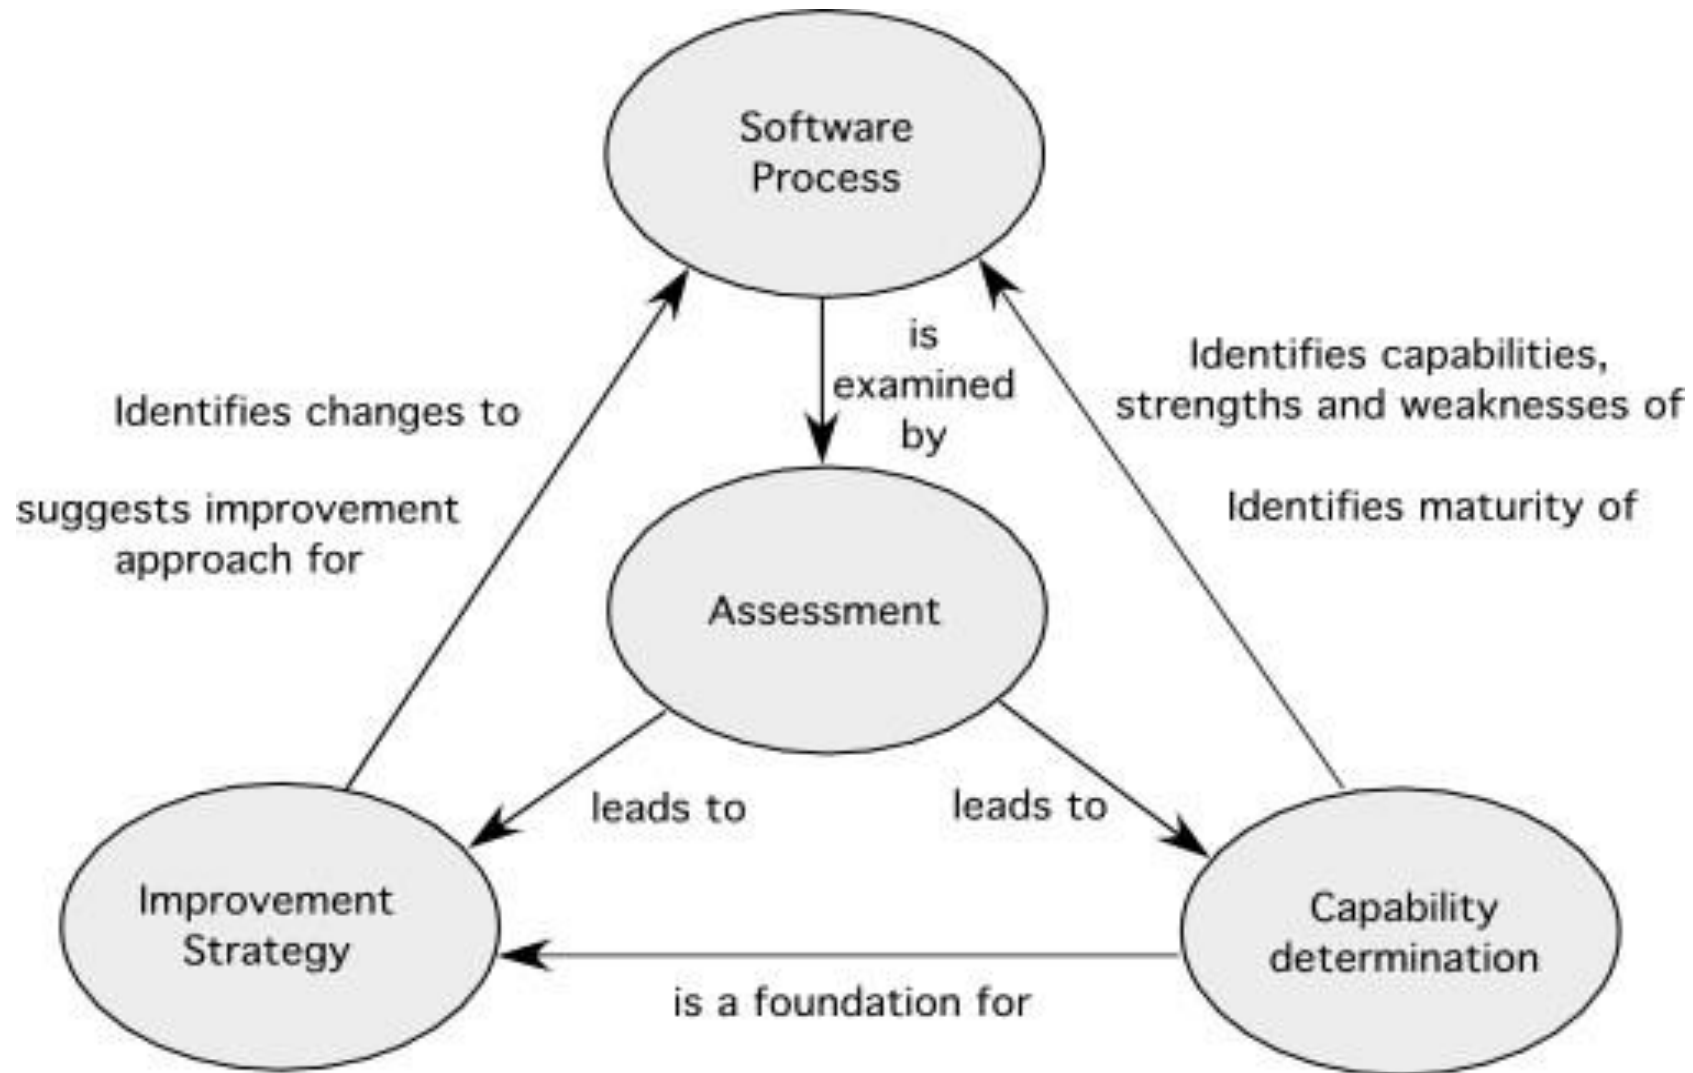 Software
Process
is
examined
by
Identifies changes to
suggests improvement
approach for
Identifies capabilities,
strengths and weaknesses of
Identifies maturity of
Assessment
leads to
leads to
Improvement
Strategy
Capability
determination
is a foundation for